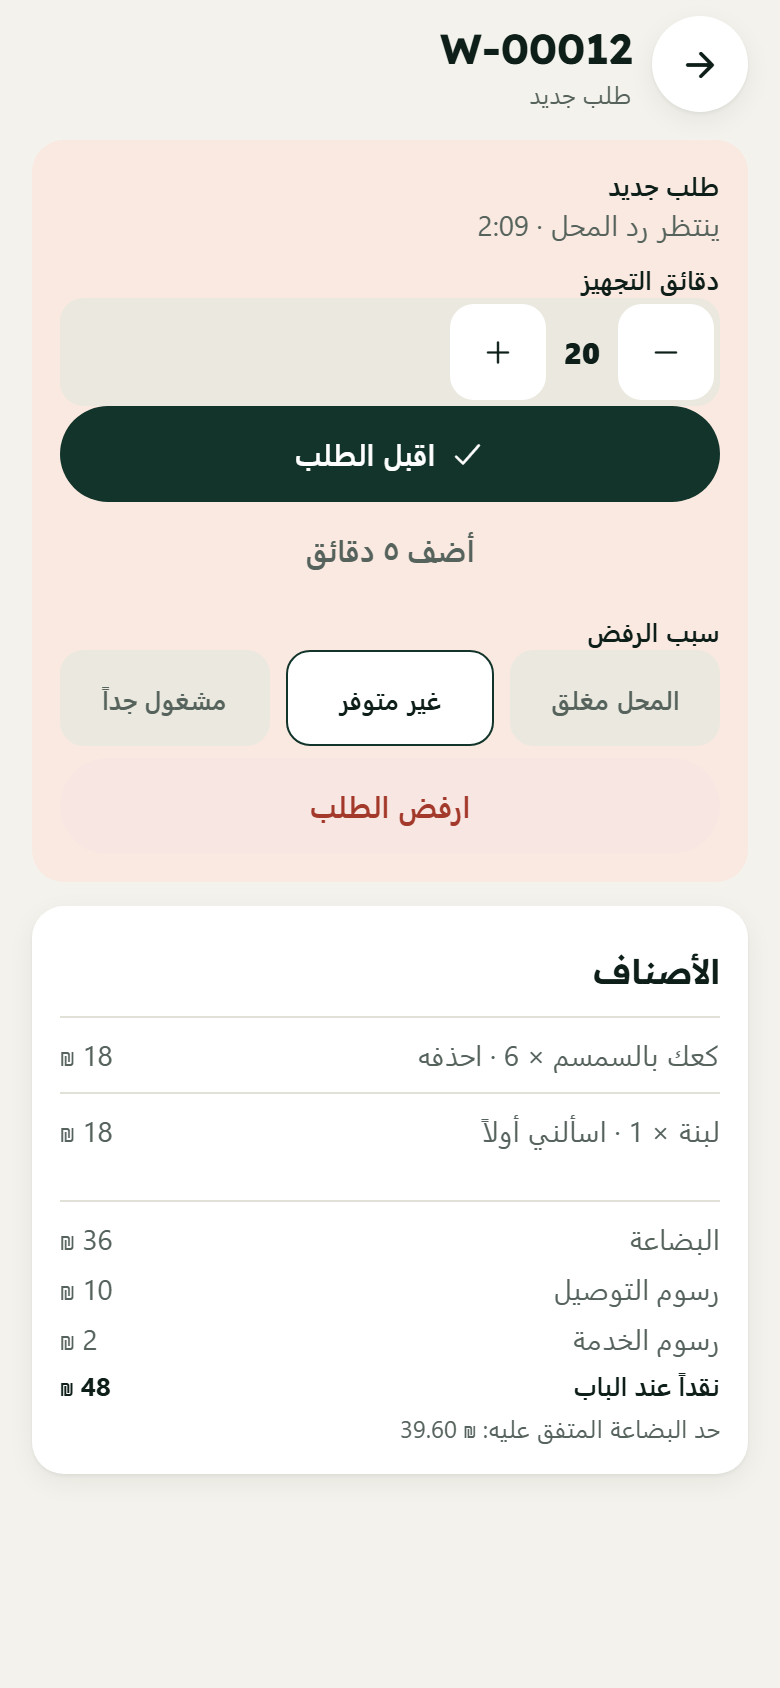 W-00012
طلب جديد
طلب جديد
ينتظر رد المحل · 2:09
دقائق التجهيز
− 20 +
اقبل الطلب
أضف ٥ دقائق
سبب الرفض
المحل مغلق
غير متوفر
مشغول جداً
ارفض الطلب
الأصناف
كعك بالسمسم × 6 · احذفه 18 ₪
لبنة × 1 · اسألني أولاً 18 ₪
البضاعة 36 ₪
رسوم التوصيل 10 ₪
رسوم الخدمة 2 ₪
نقداً عند الباب 48 ₪
حد البضاعة المتفق عليه: ₪ 39.60